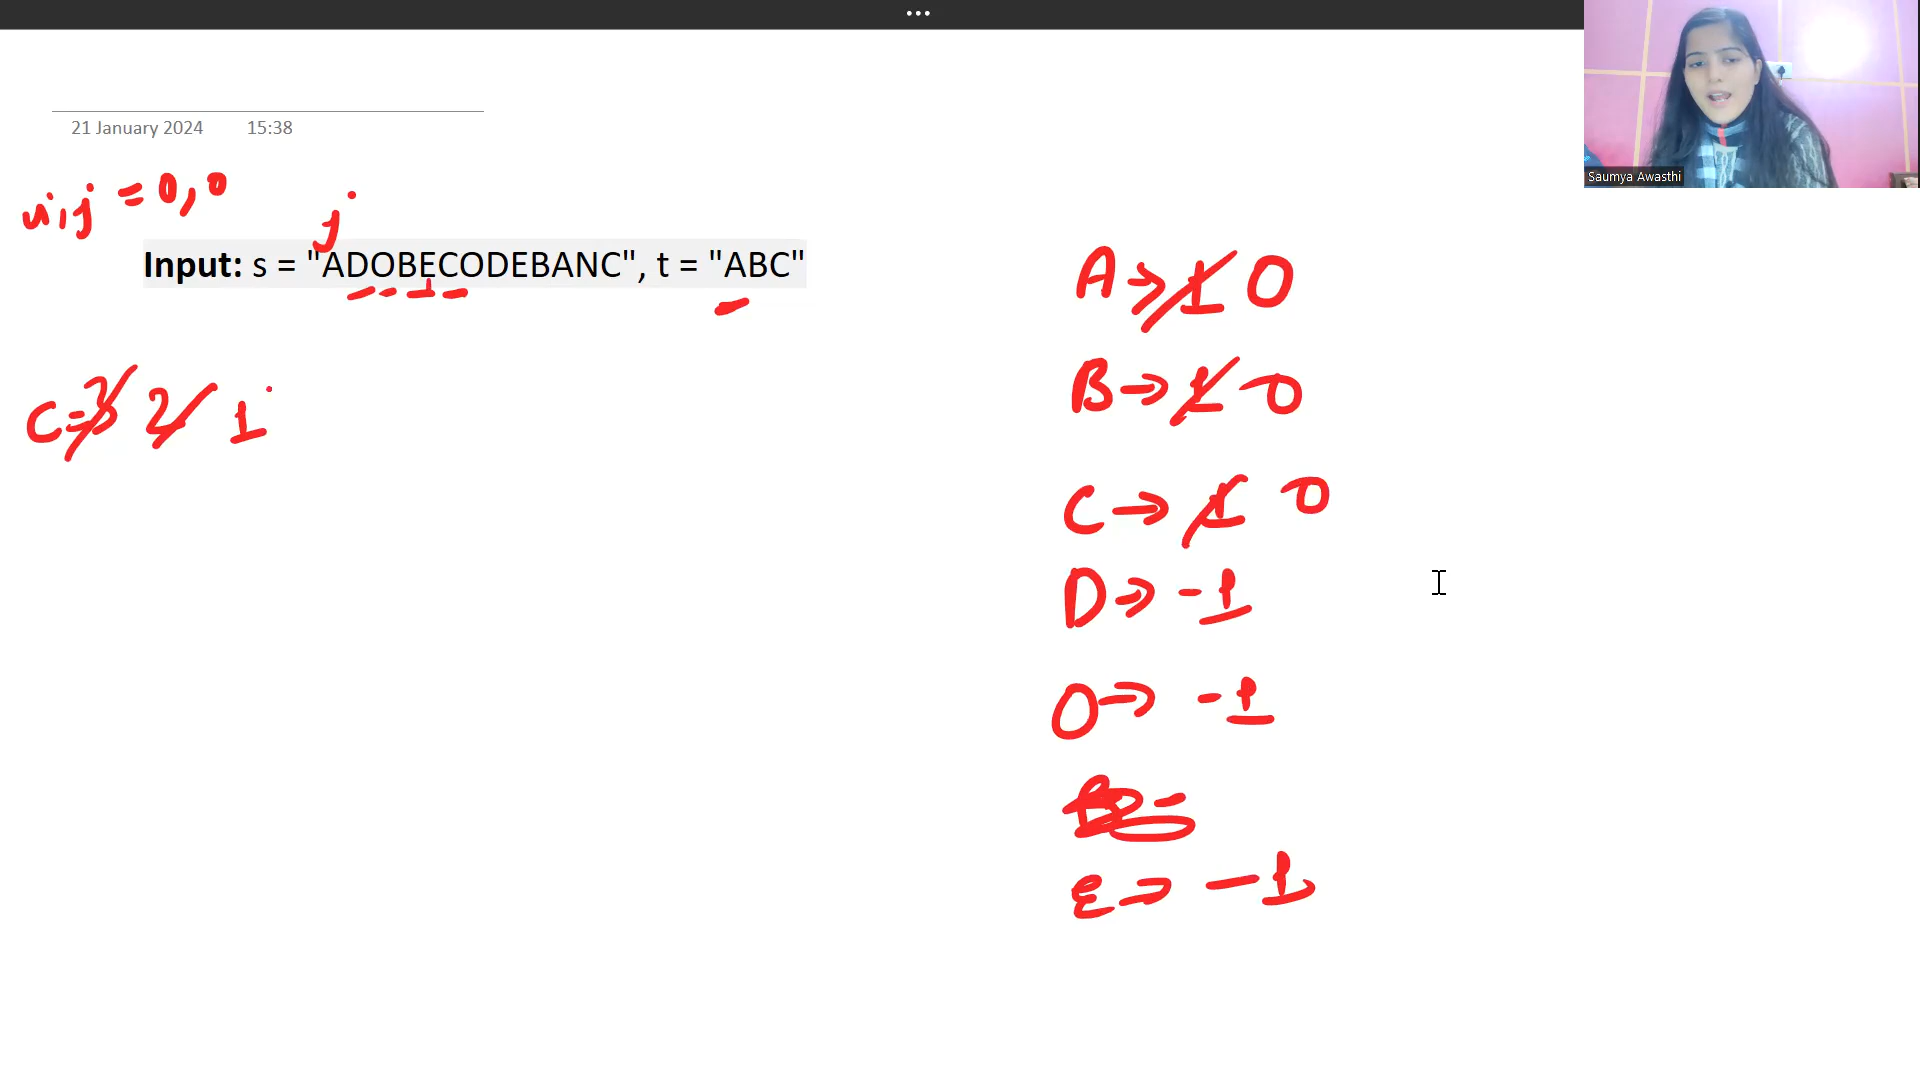 21 January 2024 15:38
i, j = 0, 0
j
Input: s = "ADOBECODEBANC", t = "ABC"
C = 3 2 1
A → 1 0
B → 1 0
C → 1 0
D → -1
O → -1
E → -1
Saumya Awasthi